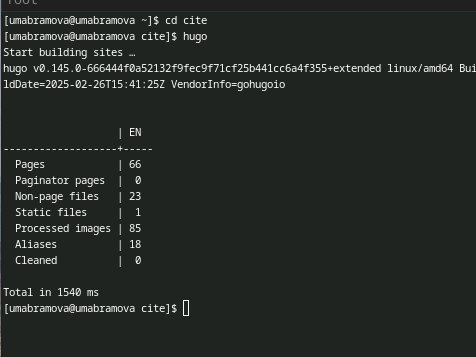 root
[umabramova@umabramova ~]$ cd cite
[umabramova@umabramova cite]$ hugo
Start building sites …
hugo v0.145.0-666444f0a52132f9fec9f71cf25b441cc6a4f355+extended linux/amd64 Bui
ldDate=2025-02-26T15:41:25Z VendorInfo=gohugoio
| EN
-------------------+-----
Pages | 66
Paginator pages | 0
Non-page files | 23
Static files | 1
Processed images | 85
Aliases | 18
Cleaned | 0
Total in 1540 ms
[umabramova@umabramova cite]$